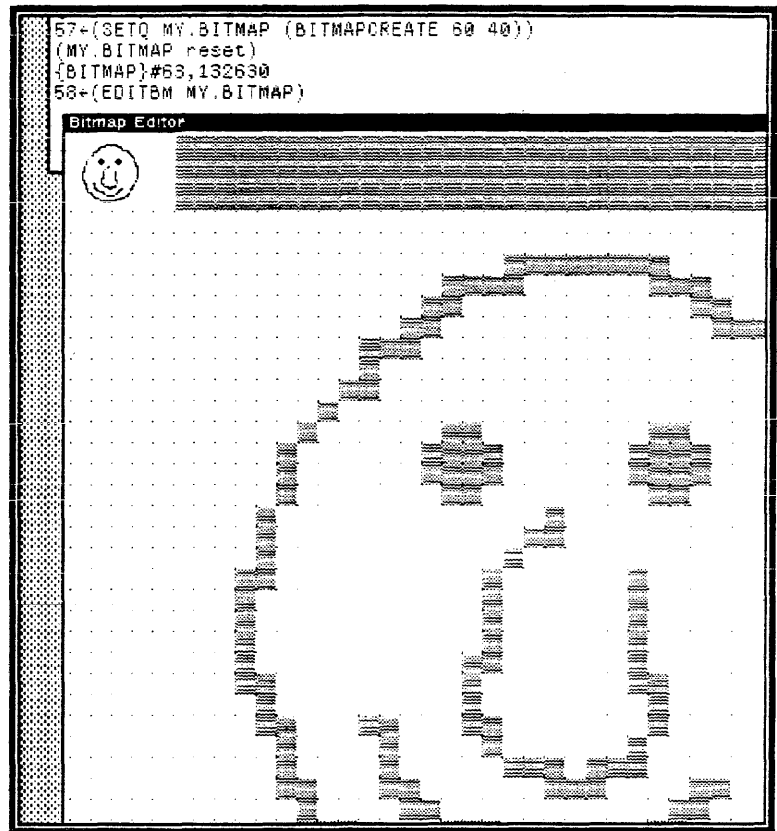 57←(SETQ MY.BITMAP (BITMAPCREATE 60 40))
(MY.BITMAP reset)
{BITMAP}#63,132630
58←(EDITBM MY.BITMAP)
Bitmap Editor